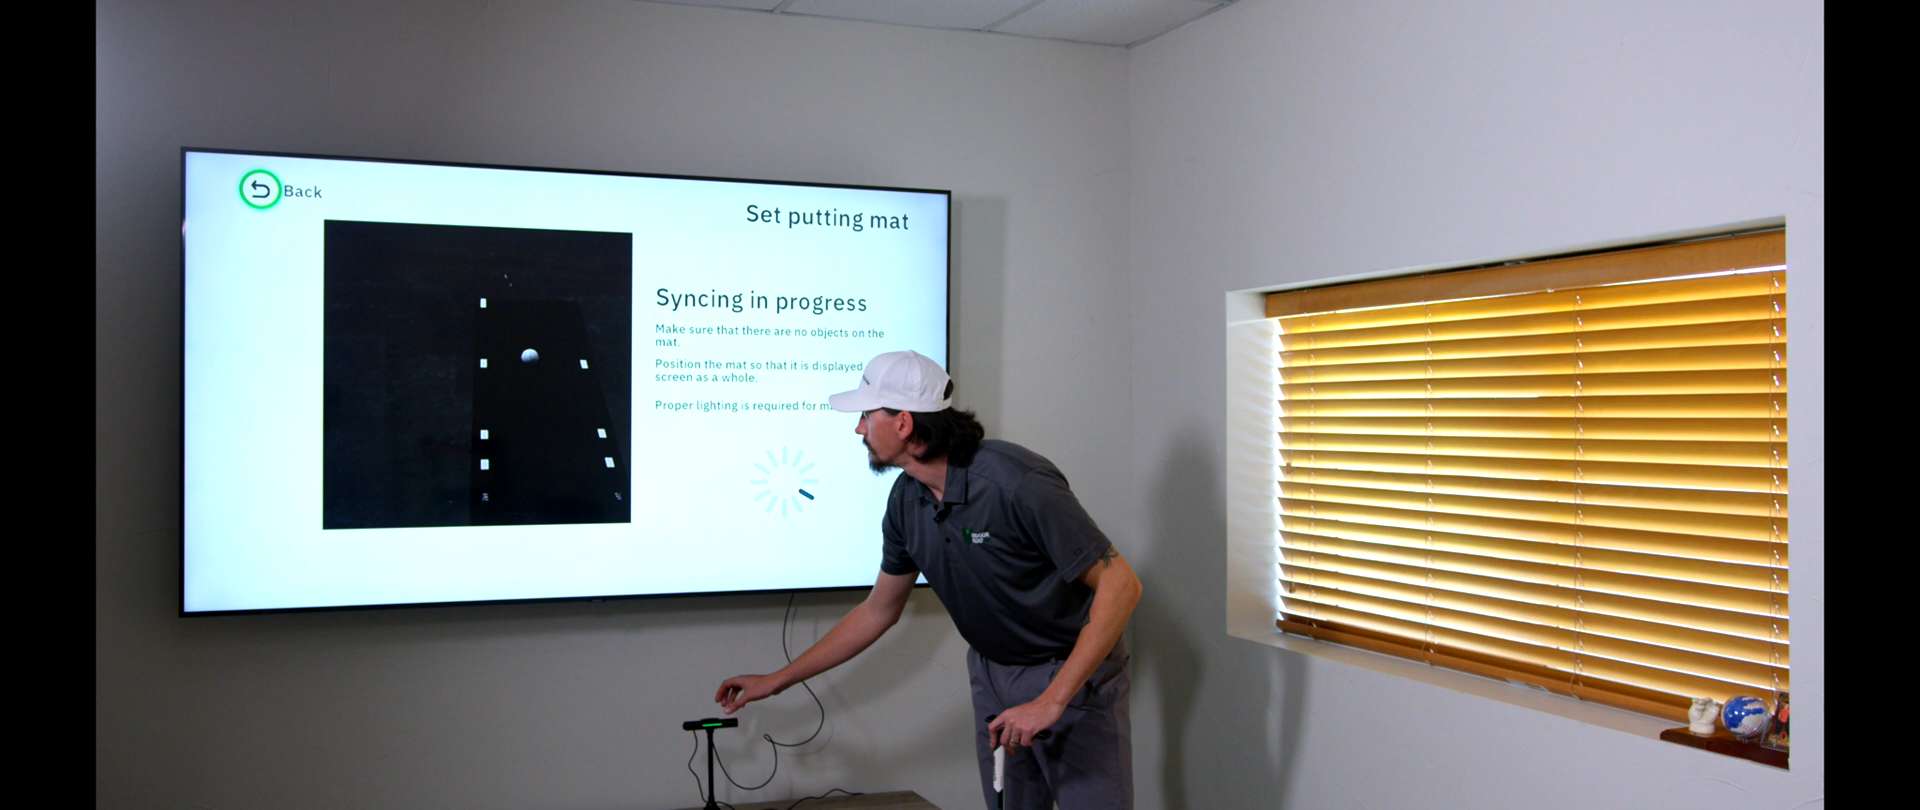 Back
Set putting mat
Syncing in progress
Make sure that there are no objects on the
mat.
Position the mat so that it is displayed
screen as a whole.
Proper lighting is required for